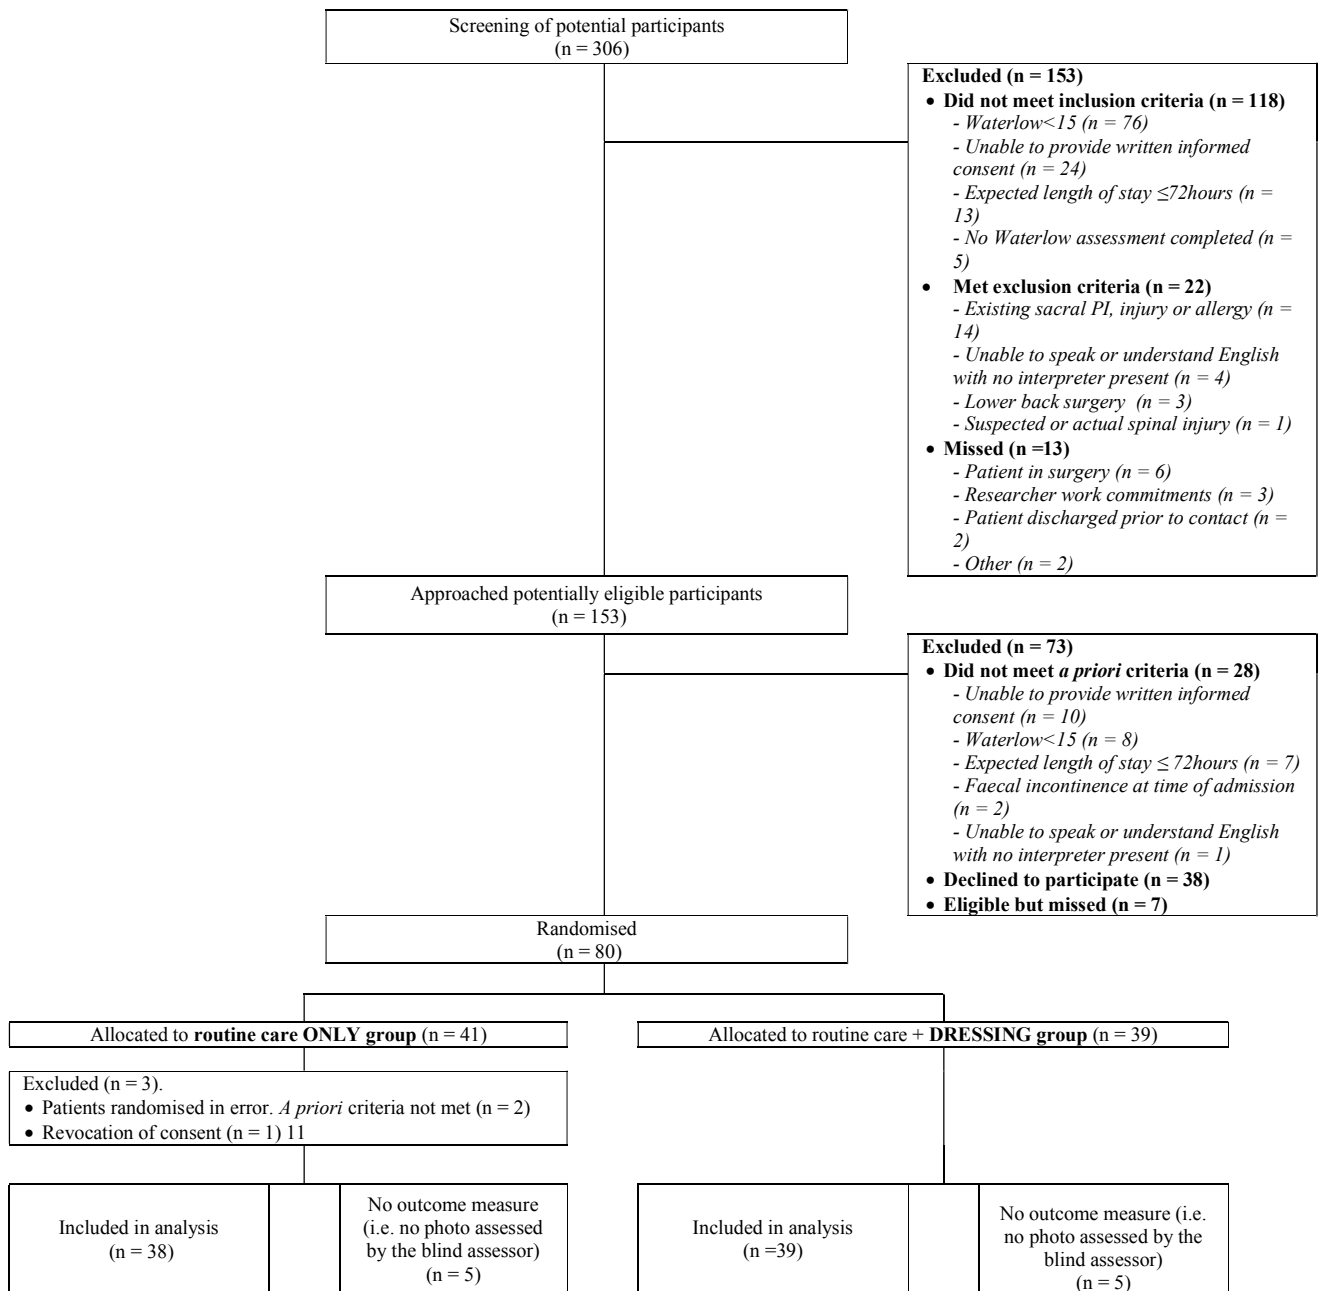 Screening of potential participants
(n = 306)
Excluded (n = 153)
• Did not meet inclusion criteria (n = 118)
- Waterlow<15 (n = 76)
- Unable to provide written informed
consent (n = 24)
- Expected length of stay ≤72hours (n =
13)
- No Waterlow assessment completed (n =
5)
• Met exclusion criteria (n = 22)
- Existing sacral PI, injury or allergy (n =
14)
- Unable to speak or understand English
with no interpreter present (n = 4)
- Lower back surgery (n = 3)
- Suspected or actual spinal injury (n = 1)
• Missed (n =13)
- Patient in surgery (n = 6)
- Researcher work commitments (n = 3)
- Patient discharged prior to contact (n =
2)
- Other (n = 2)
Approached potentially eligible participants
(n = 153)
Excluded (n = 73)
• Did not meet a priori criteria (n = 28)
- Unable to provide written informed
consent (n = 10)
- Waterlow<15 (n = 8)
- Expected length of stay ≤ 72hours (n = 7)
- Faecal incontinence at time of admission
(n = 2)
- Unable to speak or understand English
with no interpreter present (n = 1)
• Declined to participate (n = 38)
• Eligible but missed (n = 7)
Randomised
(n = 80)
Allocated to routine care ONLY group (n = 41)
Allocated to routine care + DRESSING group (n = 39)
Excluded (n = 3).
• Patients randomised in error. A priori criteria not met (n = 2)
• Revocation of consent (n = 1) 11
Included in analysis
(n = 38)
No outcome measure
(i.e. no photo assessed
by the blind assessor)
(n = 5)
Included in analysis
(n =39)
No outcome measure (i.e.
no photo assessed by the
blind assessor)
(n = 5)